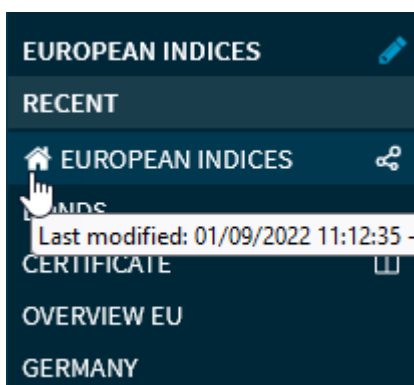 EUROPEAN INDICES
RECENT
EUROPEAN INDICES
Last modified: 01/09/2022 11:12:35 -
CERTIFICATE
OVERVIEW EU
GERMANY